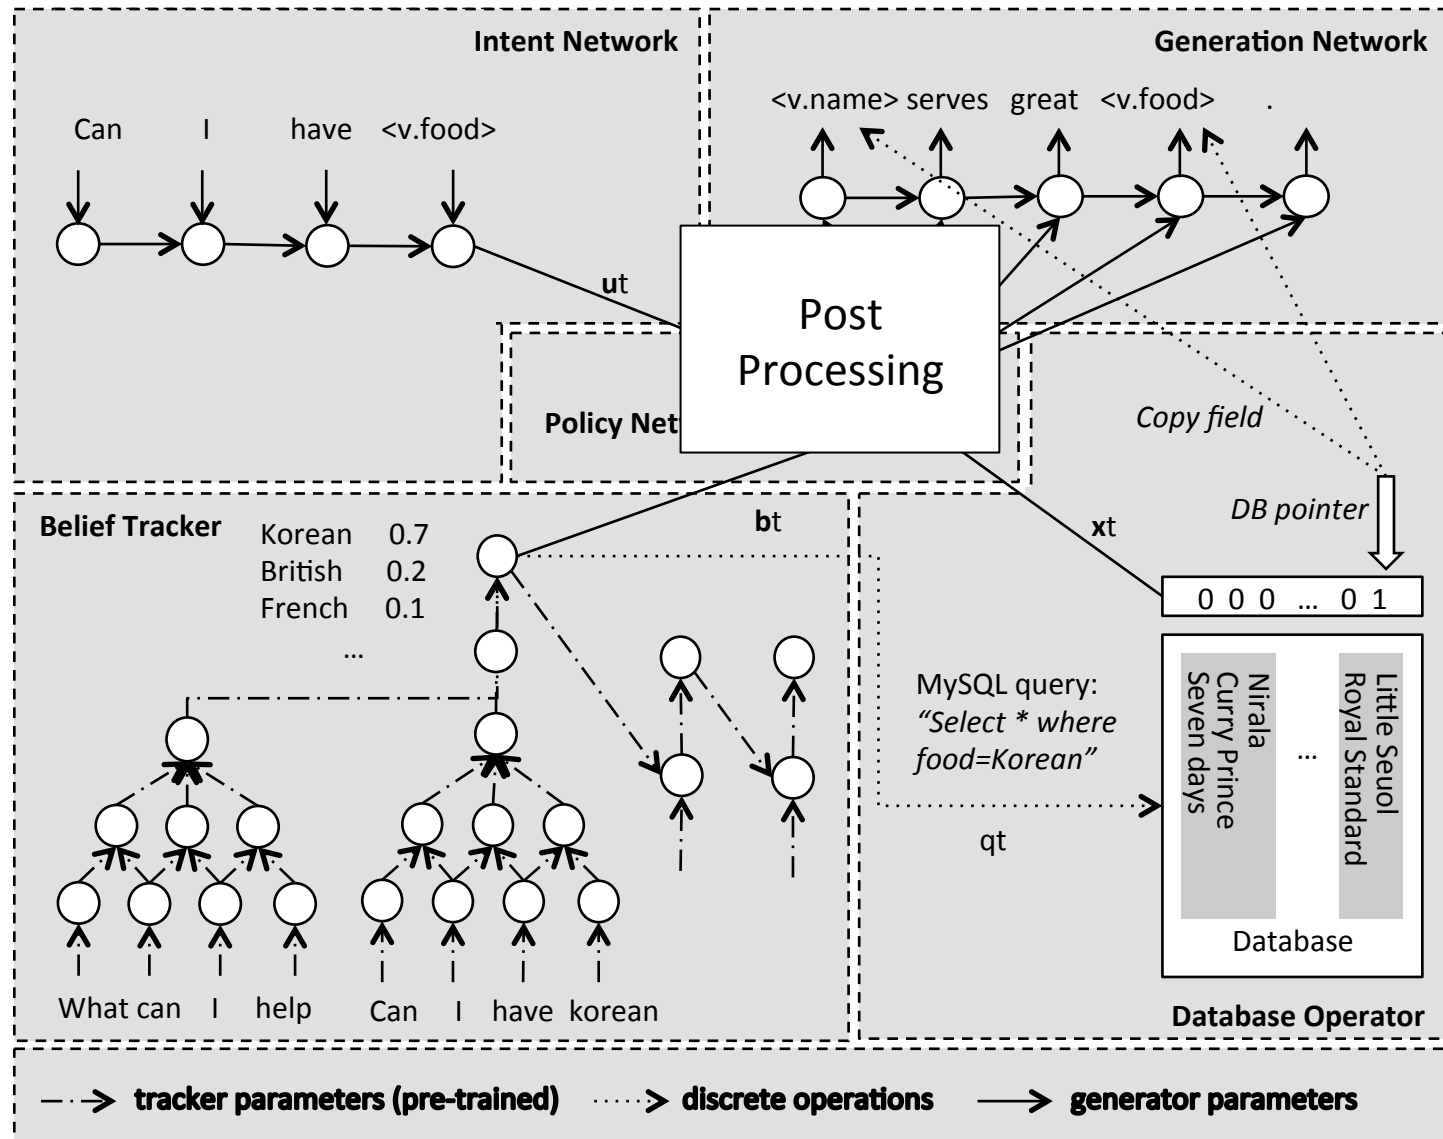 Intent Network
Can I have <v.food>
ut
Generation Network
<v.name> serves great <v.food> .
Post
Processing
Policy Net
Copy field
DB pointer
xt
0 0 0 ... 0 1
Belief Tracker
Korean 0.7
British 0.2
French 0.1
...
bt
What can I help
Can I have korean
MySQL query:
“Select * where
food=Korean”
qt
Nirala
Curry Prince
Seven days
...
Little Seuol
Royal Standard
Database
Database Operator
tracker parameters (pre-trained)
discrete operations
generator parameters